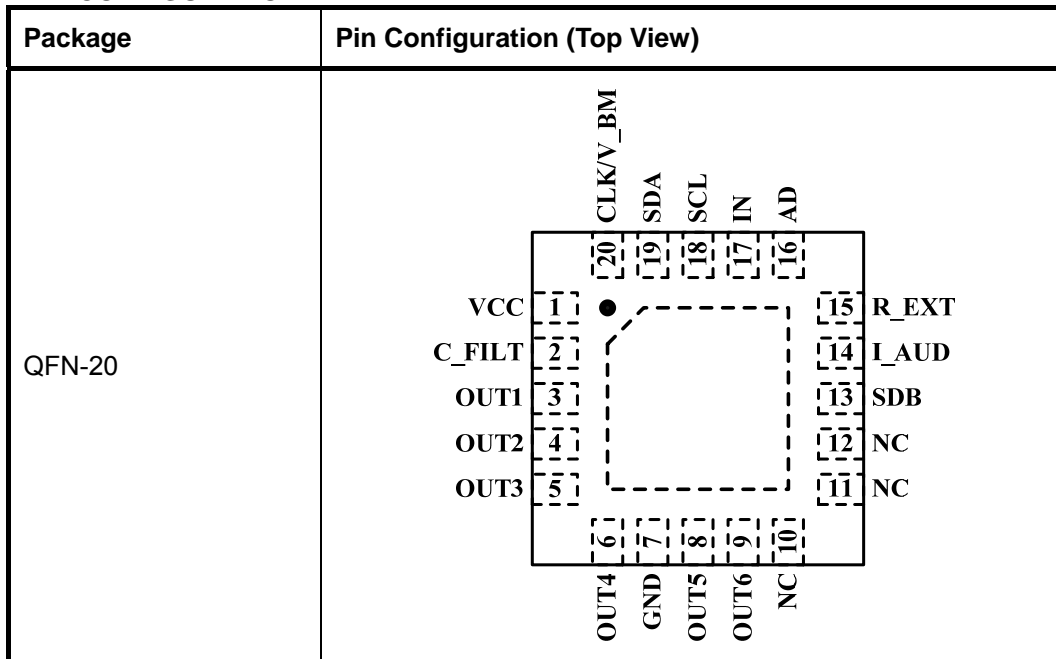 Package
Pin Configuration (Top View)
QFN-20
CLK/V_BM
SDA
SCL
IN
AD
20
19
18
17
16
VCC 1
C_FILT 2
OUT1 3
OUT2 4
OUT3 5
15 R_EXT
14 I_AUD
13 SDB
12 NC
11 NC
6
7
8
9
10
OUT4
GND
OUT5
OUT6
NC